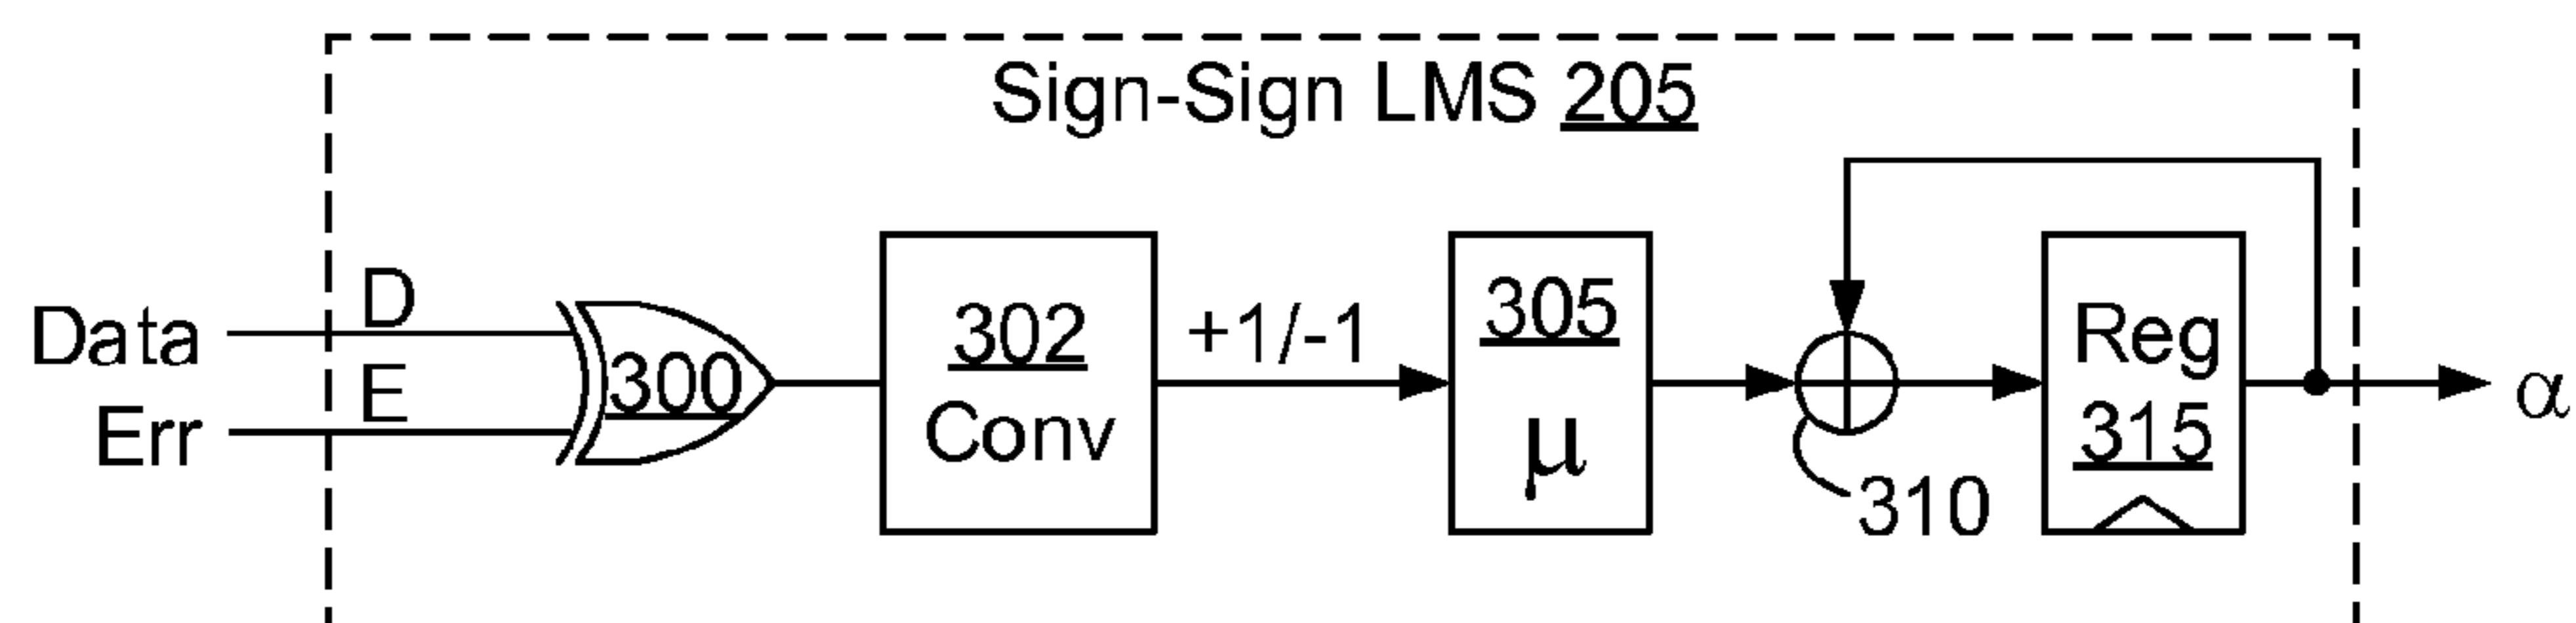 Sign-Sign LMS 205
Data
D
Err
E
300
302
Conv
+1/-1
305
μ
310
Reg
315
α